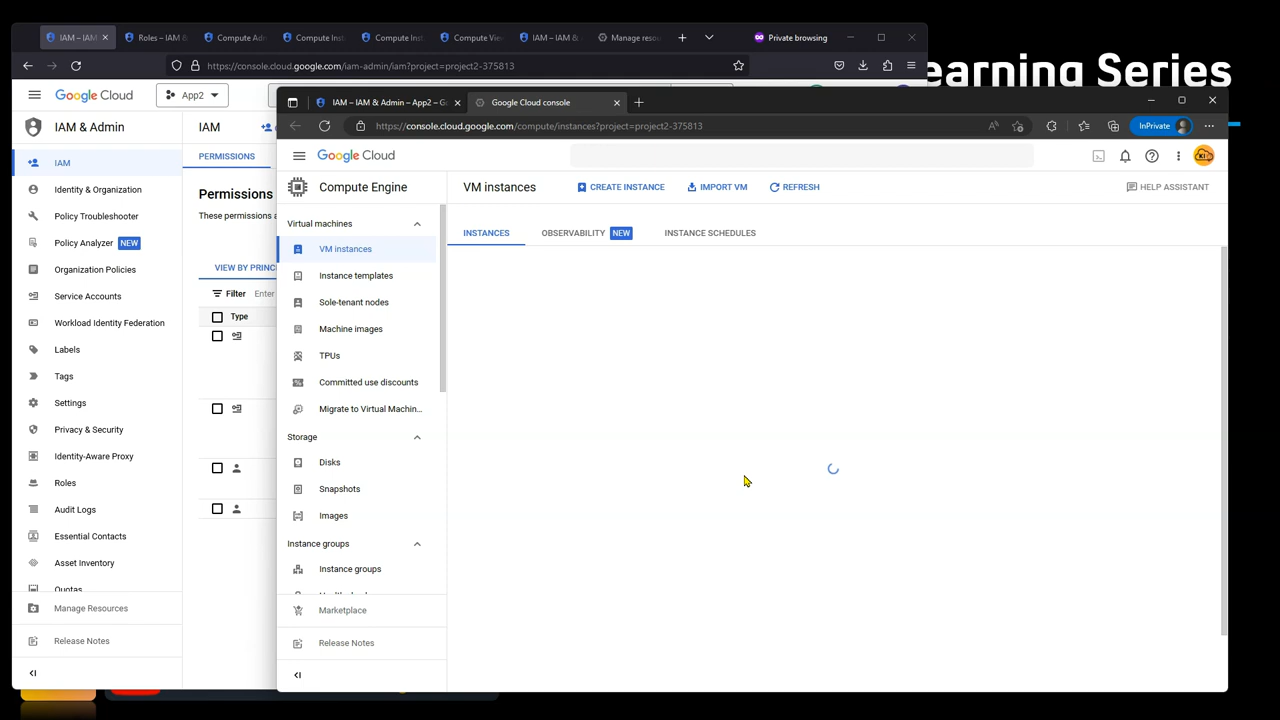 earning Series
IAM – IAM
Roles – IAM &
Compute Adm
Compute Inst
Compute Inst
Compute View
IAM – IAM &
Manage resou
Private browsing
https://console.cloud.google.com/iam-admin/iam?project=project2-375813
Google Cloud
App2
IAM & Admin
IAM
Identity & Organization
Policy Troubleshooter
Policy Analyzer NEW
Organization Policies
Service Accounts
Workload Identity Federation
Labels
Tags
Settings
Privacy & Security
Identity-Aware Proxy
Roles
Audit Logs
Essential Contacts
Asset Inventory
Quotas
Manage Resources
Release Notes
IAM
PERMISSIONS
Permissions
These permissions a
VIEW BY PRINC
Filter Enter
Type
IAM – IAM & Admin – App2 – Go
Google Cloud console
https://console.cloud.google.com/compute/instances?project=project2-375813
InPrivate
Google Cloud
Compute Engine
Virtual machines
VM instances
Instance templates
Sole-tenant nodes
Machine images
TPUs
Committed use discounts
Migrate to Virtual Machin...
Storage
Disks
Snapshots
Images
Instance groups
Instance groups
Marketplace
Release Notes
VM instances
CREATE INSTANCE
IMPORT VM
REFRESH
HELP ASSISTANT
INSTANCES
OBSERVABILITY NEW
INSTANCE SCHEDULES